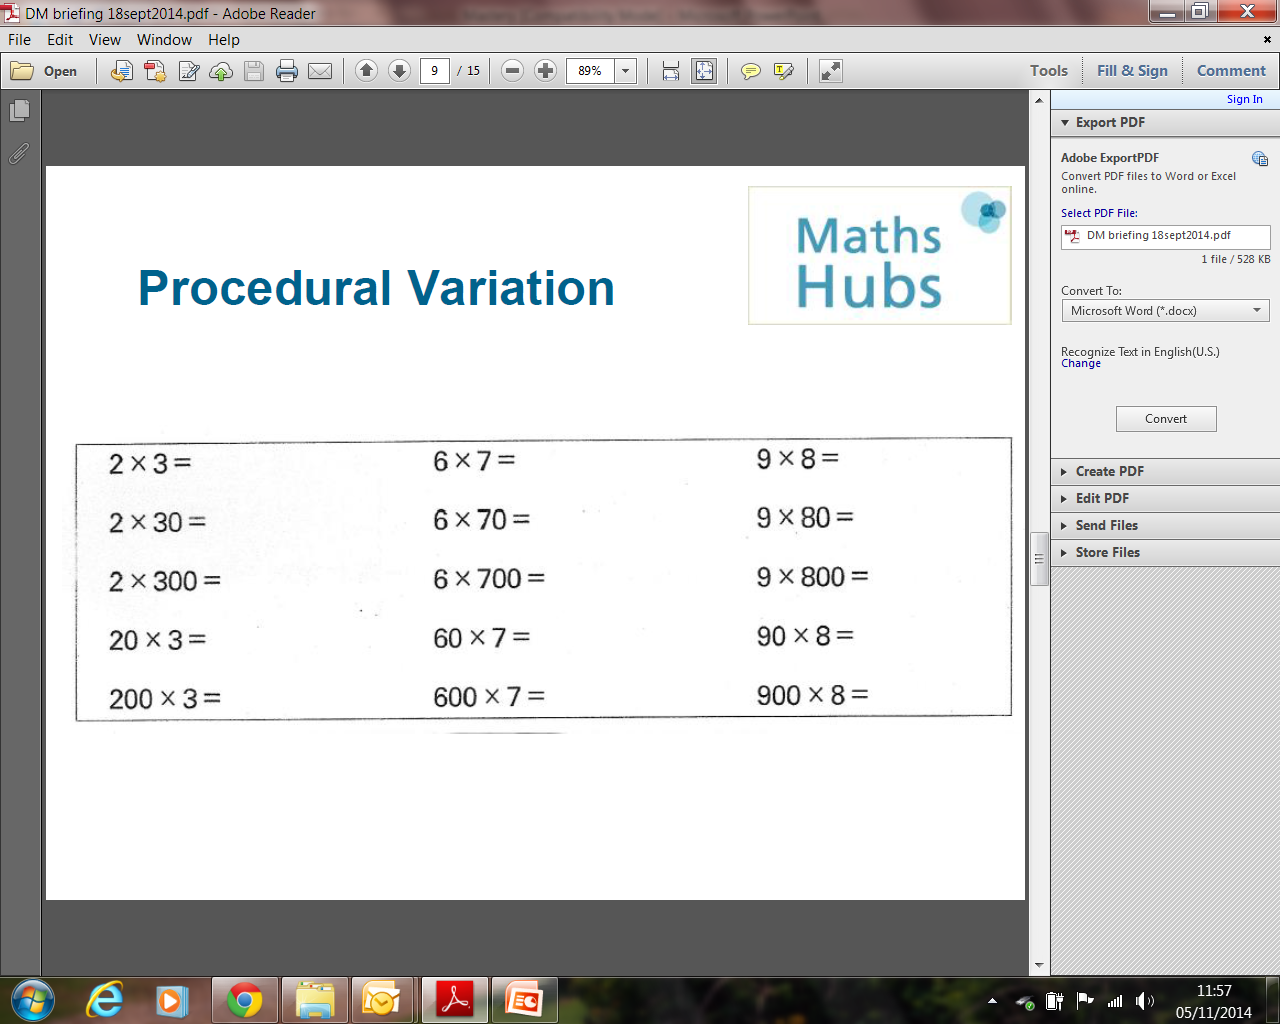 DM briefing 18sept2014.pdf - Adobe Reader
File Edit View Window Help
Open 9 / 15 89% Tools Fill & Sign Comment
Sign In
Export PDF
Adobe ExportPDF
Convert PDF files to Word or Excel
online.
Select PDF File:
DM briefing 18sept2014.pdf
1 file / 528 KB
Convert To:
Microsoft Word (*.docx)
Recognize Text in English(U.S.)
Change
Convert
Create PDF
Edit PDF
Send Files
Store Files
Maths
Hubs
Procedural Variation
2 × 3 = 6 × 7 = 9 × 8 =
2 × 30 = 6 × 70 = 9 × 80 =
2 × 300 = 6 × 700 = 9 × 800 =
20 × 3 = 60 × 7 = 90 × 8 =
200 × 3 = 600 × 7 = 900 × 8 =
11:57
05/11/2014